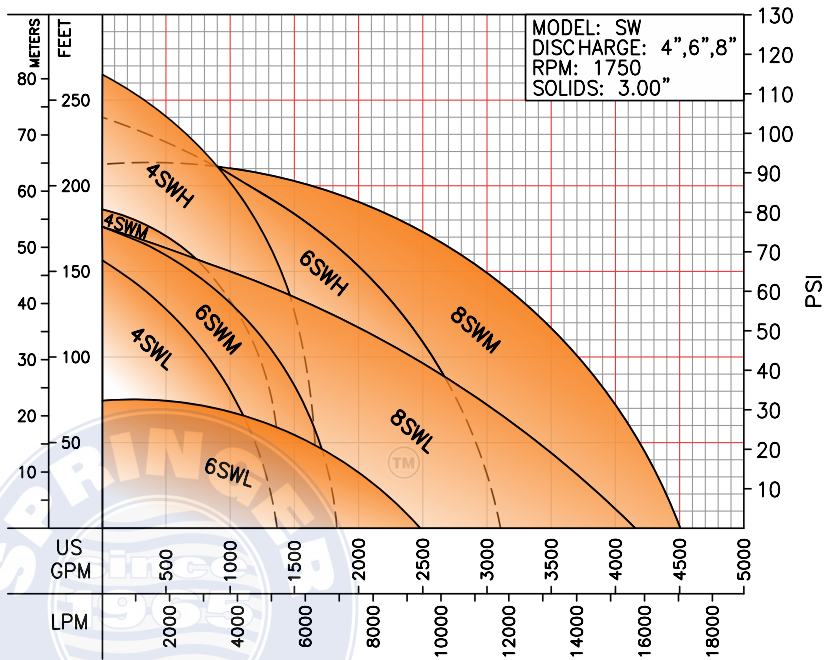 METERS
FEET
MODEL: SW
DISCHARGE: 4”,6”,8”
RPM: 1750
SOLIDS: 3.00”
80
70
60
50
40
30
20
10
250
200
150
100
50
130
120
110
100
90
80
70
60
50
40
30
20
10
PSI
4SWH
4SWM
6SWH
8SWM
6SWM
4SWL
8SWL
6SWL
TM
SPRINGER
since
1965
US
GPM
500
1000
1500
2000
2500
3000
3500
4000
4500
5000
LPM
2000
4000
6000
8000
10000
12000
14000
16000
18000